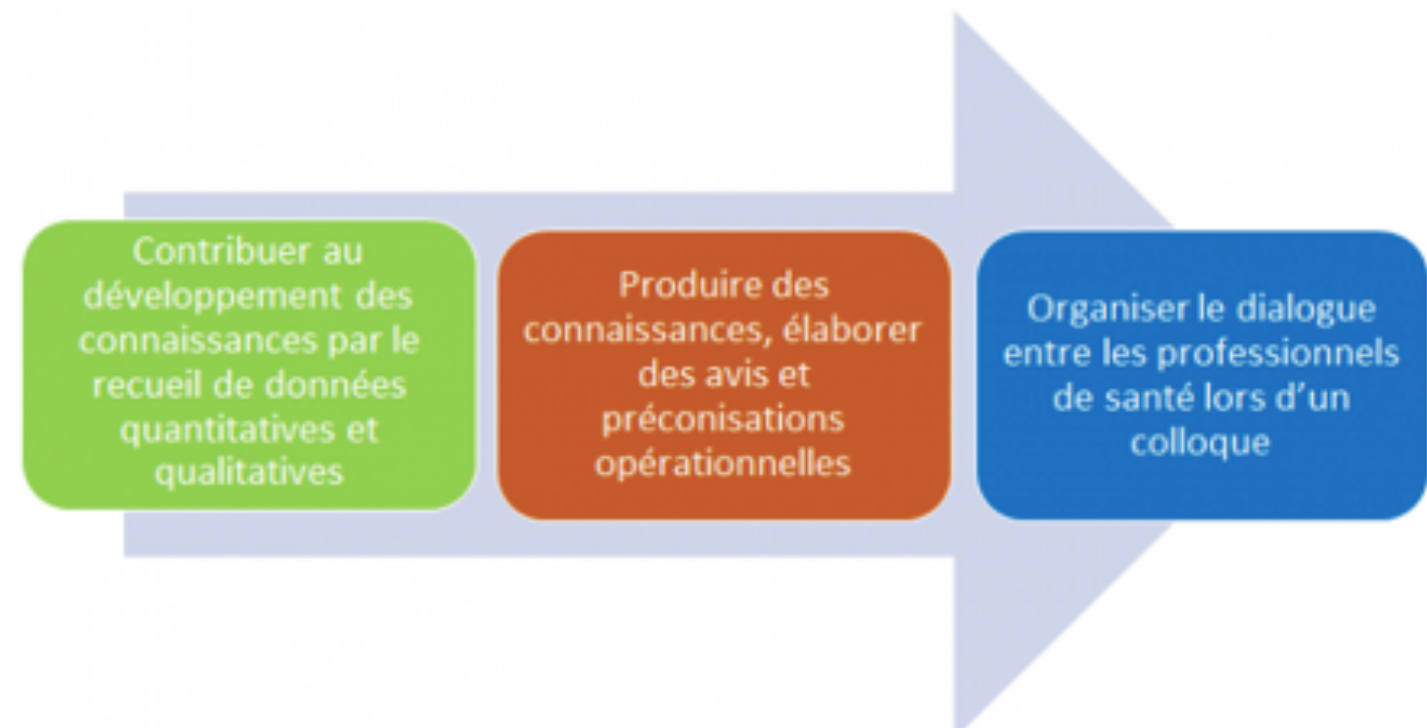 Contribuer au
développement des
connaissances par le
recueil de données
quantitatives et
qualitatives
Produire des
connaissances, élaborer
des avis et
préconisations
opérationnelles
Organiser le dialogue
entre les professionnels
de santé lors d'un
colloque